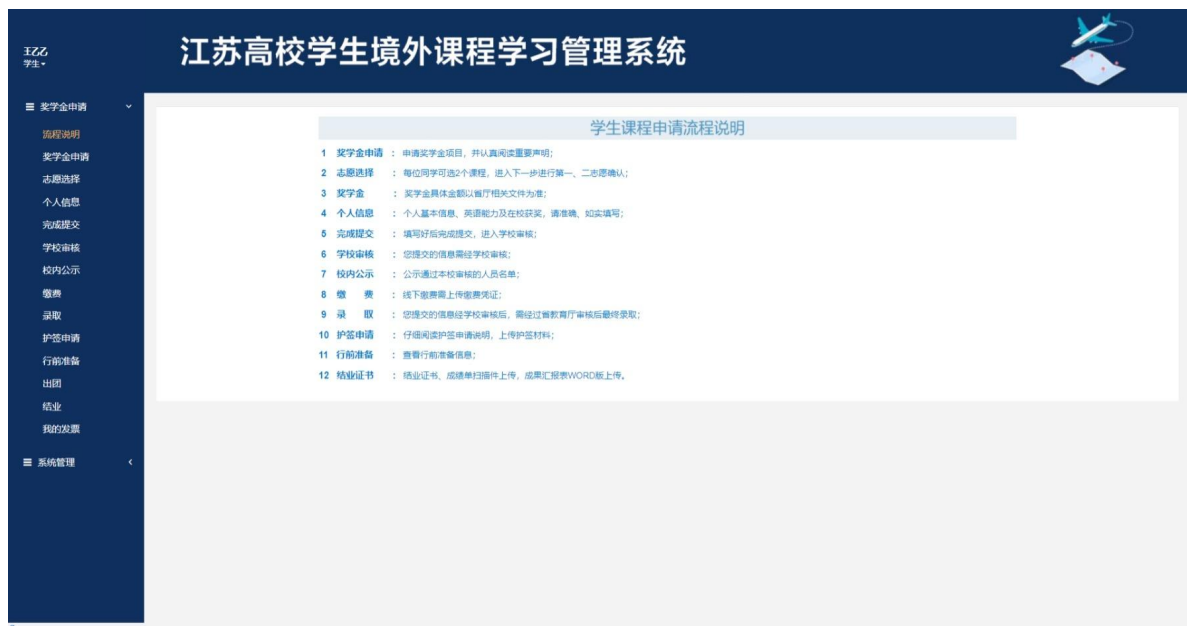 王乙乙
学生
江苏高校学生境外课程学习管理系统
奖学金申请
流程说明
奖学金申请
志愿选择
个人信息
完成提交
学校审核
校内公示
缴费
录取
护签申请
行前准备
出团
结业
我的发票
系统管理
学生课程申请流程说明
1 奖学金申请 : 申请奖学金项目，并认真阅读重要声明;
2 志愿选择 : 每位同学可选2个课程，进入下一步进行第一、二志愿确认;
3 奖学金 : 奖学金具体金额以省厅相关文件为准;
4 个人信息 : 个人基本信息、英语能力及在校获奖，请准确、如实填写;
5 完成提交 : 填写好后完成提交，进入学校审核;
6 学校审核 : 您提交的信息需经学校审核;
7 校内公示 : 公示通过本校审核的人员名单;
8 缴 费 : 线下缴费需上传缴费凭证;
9 录 取 : 您提交的信息经学校审核后，需经过省教育厅审核后最终录取;
10 护签申请 : 仔细阅读护签申请说明，上传护签材料;
11 行前准备 : 查看行前准备信息;
12 结业证书 : 结业证书、成绩单扫描件上传，成果汇报表WORD版上传。